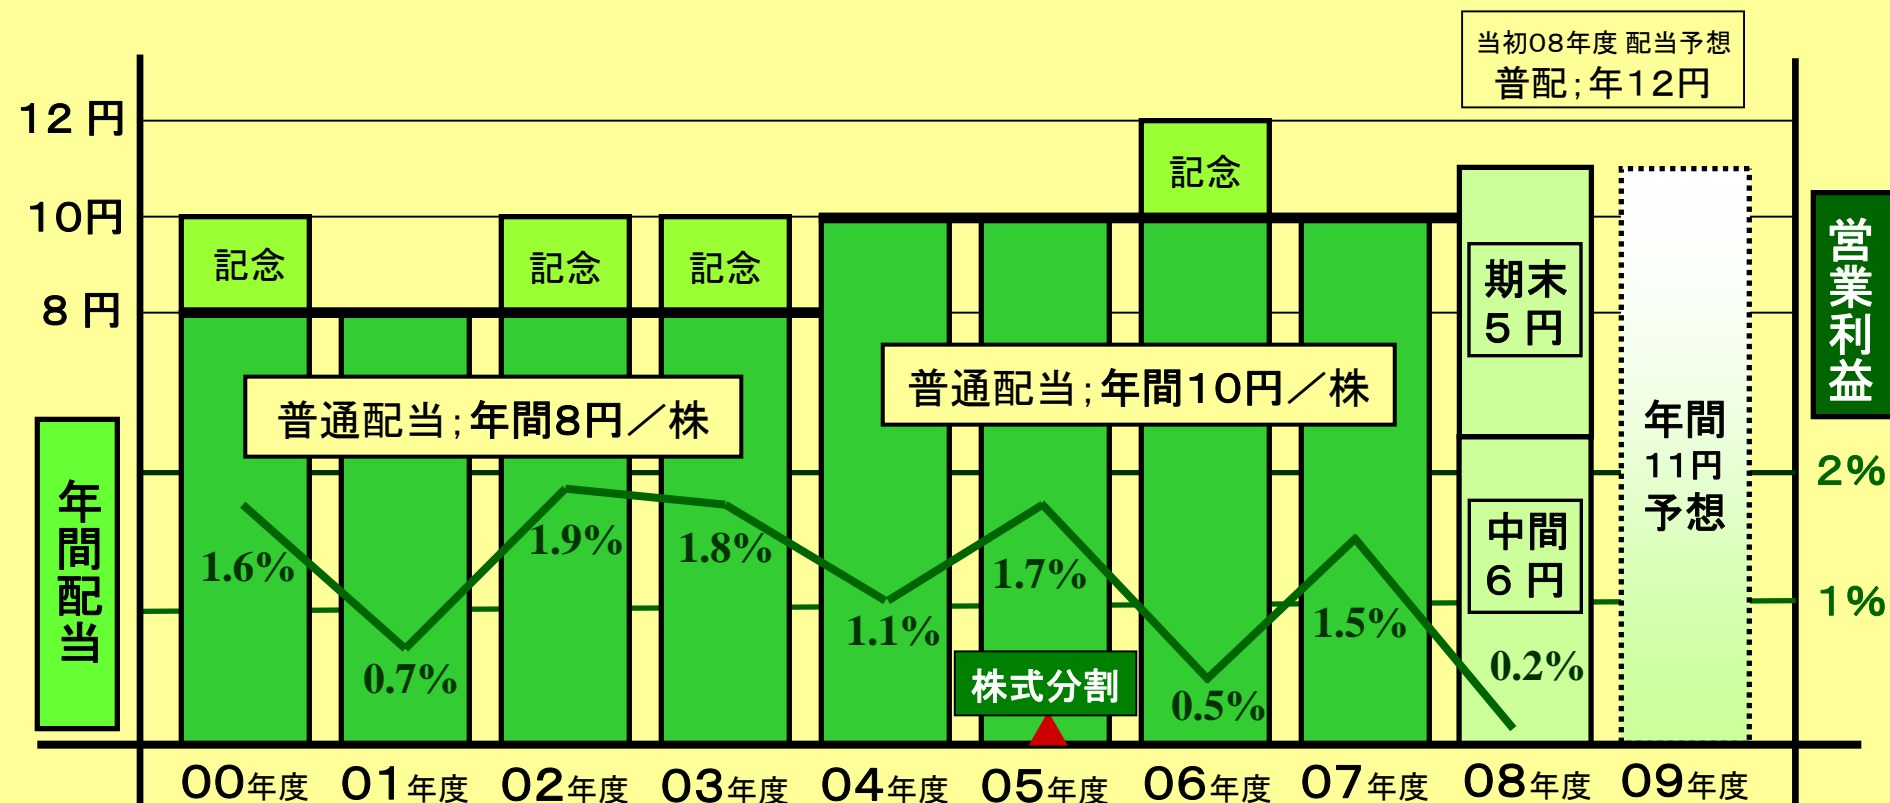 当初08年度 配当予想
普配;年12円
12 円
10円
8 円
記念
記念
記念
記念
期末
5 円
中間
6 円
年間
11円
予想
普通配当;年間8円/株
普通配当;年間10円/株
営業利益
2%
1%
年間配当
1.6%
0.7%
1.9%
1.8%
1.1%
1.7%
0.5%
1.5%
0.2%
株式分割
00年度
01年度
02年度
03年度
04年度
05年度
06年度
07年度
08年度
09年度